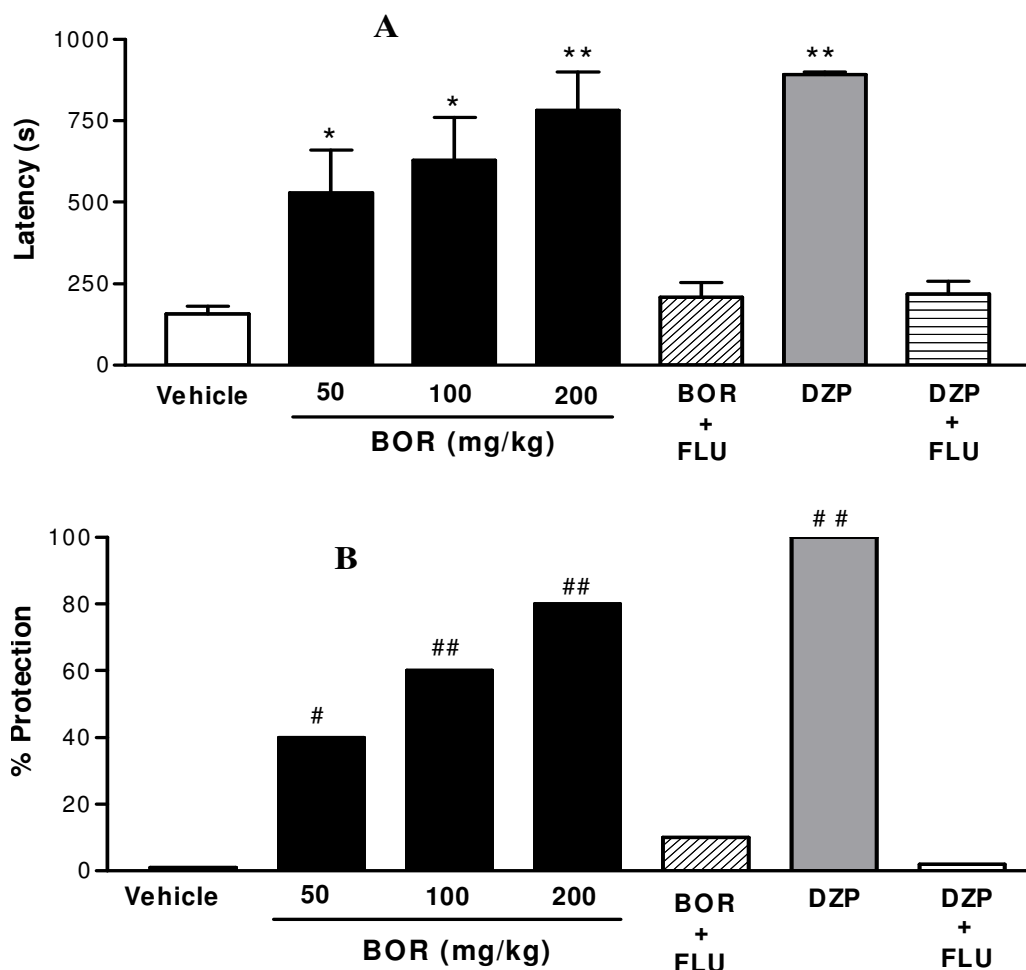 A
1000
750
500
250
0
Latency (s)
*
*
**
**
Vehicle
50
100
200
BOR (mg/kg)
BOR
+
FLU
DZP
DZP
+
FLU
B
100
80
60
40
20
0
% Protection
#
##
##
# #
Vehicle
50
100
200
BOR (mg/kg)
BOR
+
FLU
DZP
DZP
+
FLU